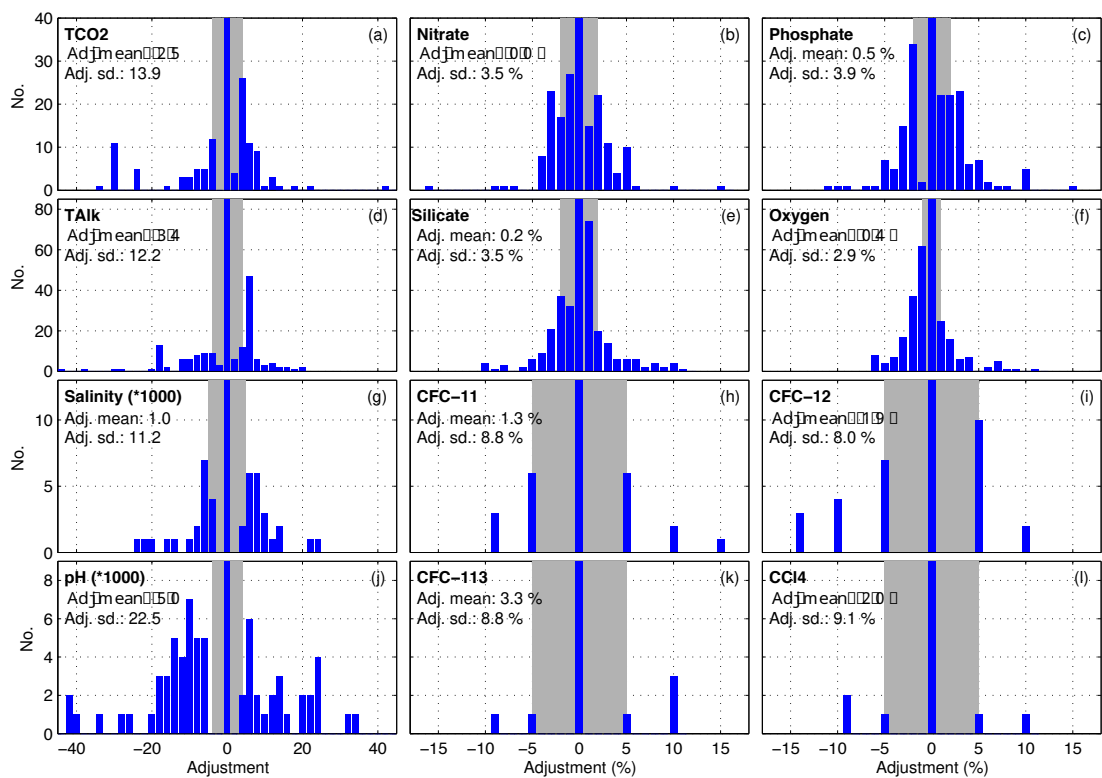 TCO2
(a)
Adj. sd.: 13.9
40
30
20
10
0
No.
Nitrate
(b)
Adj. sd.: 3.5 %
Phosphate
(c)
Adj. mean: 0.5 %
Adj. sd.: 3.9 %
TAlk
(d)
Adj. sd.: 12.2
80
60
40
20
0
No.
Silicate
(e)
Adj. mean: 0.2 %
Adj. sd.: 3.5 %
Oxygen
(f)
Adj. sd.: 2.9 %
Salinity (*1000)
(g)
Adj. mean: 1.0
Adj. sd.: 11.2
10
5
0
No.
CFC−11
(h)
Adj. mean: 1.3 %
Adj. sd.: 8.8 %
CFC−12
(i)
Adj. sd.: 8.0 %
pH (*1000)
(j)
Adj. sd.: 22.5
8
6
4
2
0
No.
−40 −20 0 20 40
Adjustment
CFC−113
(k)
Adj. mean: 3.3 %
Adj. sd.: 8.8 %
−15 −10 −5 0 5 10 15
Adjustment (%)
CCl4
(l)
Adj. sd.: 9.1 %
−15 −10 −5 0 5 10 15
Adjustment (%)